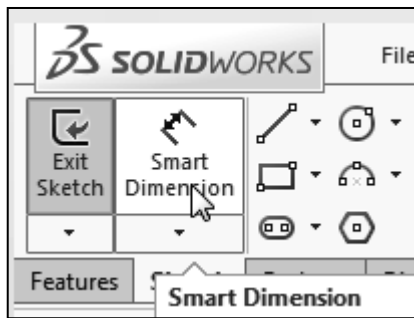 SOLIDWORKS
File
Exit
Sketch
Smart
Dimension
Features
Smart Dimension